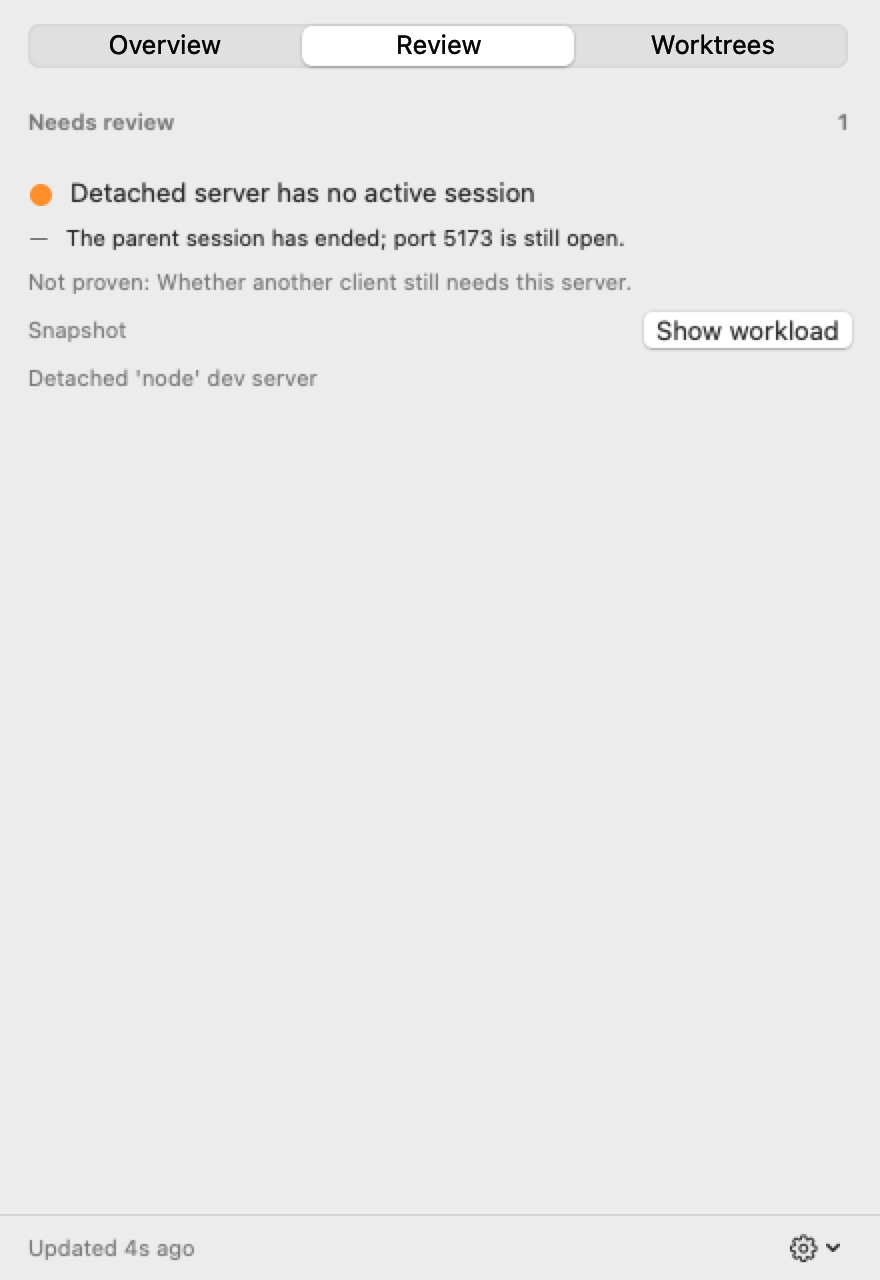 Overview Review Worktrees
Needs review 1
Detached server has no active session
— The parent session has ended; port 5173 is still open.
Not proven: Whether another client still needs this server.
Snapshot Show workload
Detached 'node' dev server
Updated 4s ago